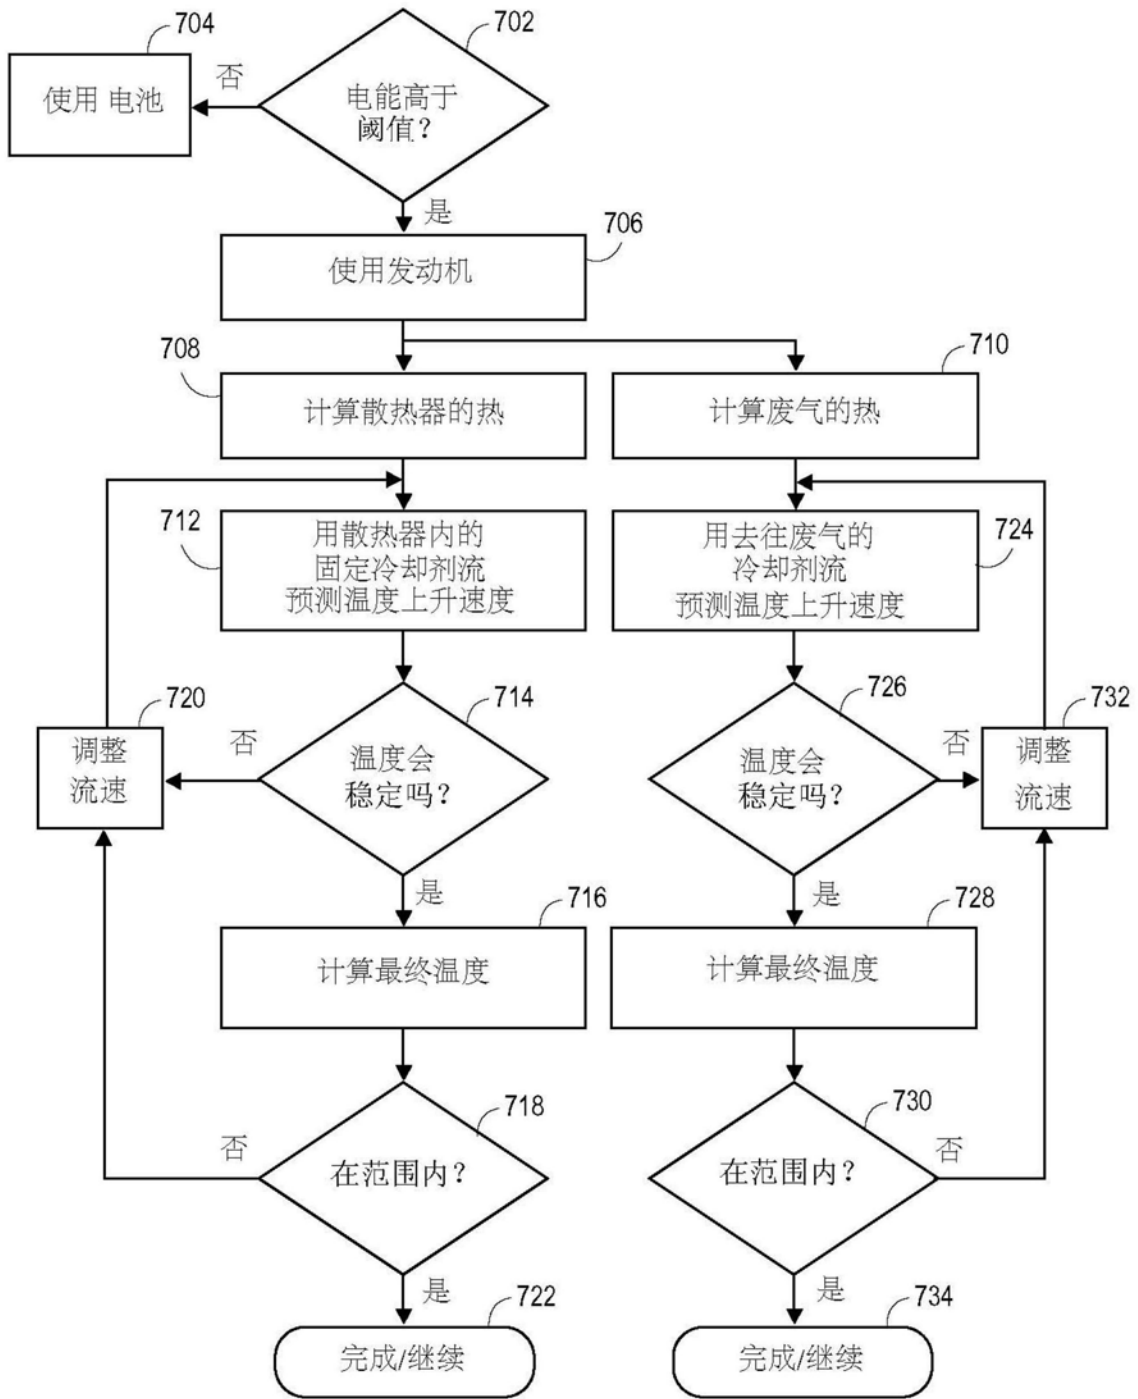 704
702
使用 电池
否
电能高于
阈值？
是
706
使用发动机
708
710
计算散热器的热
计算废气的热
712
用散热器内的
固定冷却剂流
预测温度上升速度
724
用去往废气的
冷却剂流
预测温度上升速度
720
714
726
732
调整
流速
否
温度会
稳定吗？
温度会
稳定吗？
否
调整
流速
是
716
是
728
计算最终温度
计算最终温度
718
730
否
在范围内？
在范围内？
否
是
722
是
734
完成/继续
完成/继续